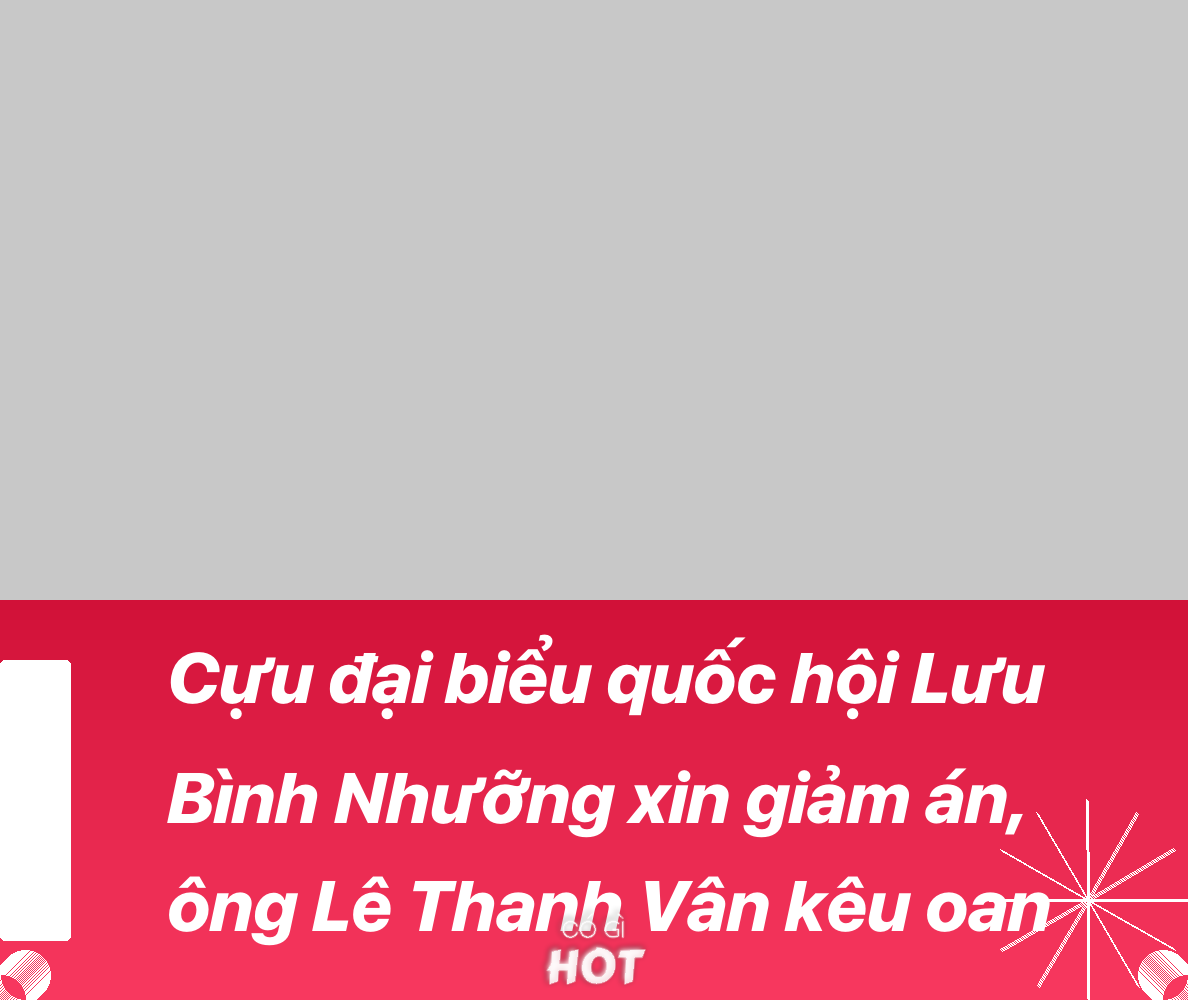 Cựu đại biểu quốc hội Lưu
Bình Nhưỡng xin giảm án,
ông Lê Thanh Vân kêu oan
CÓ GÌ
HOT